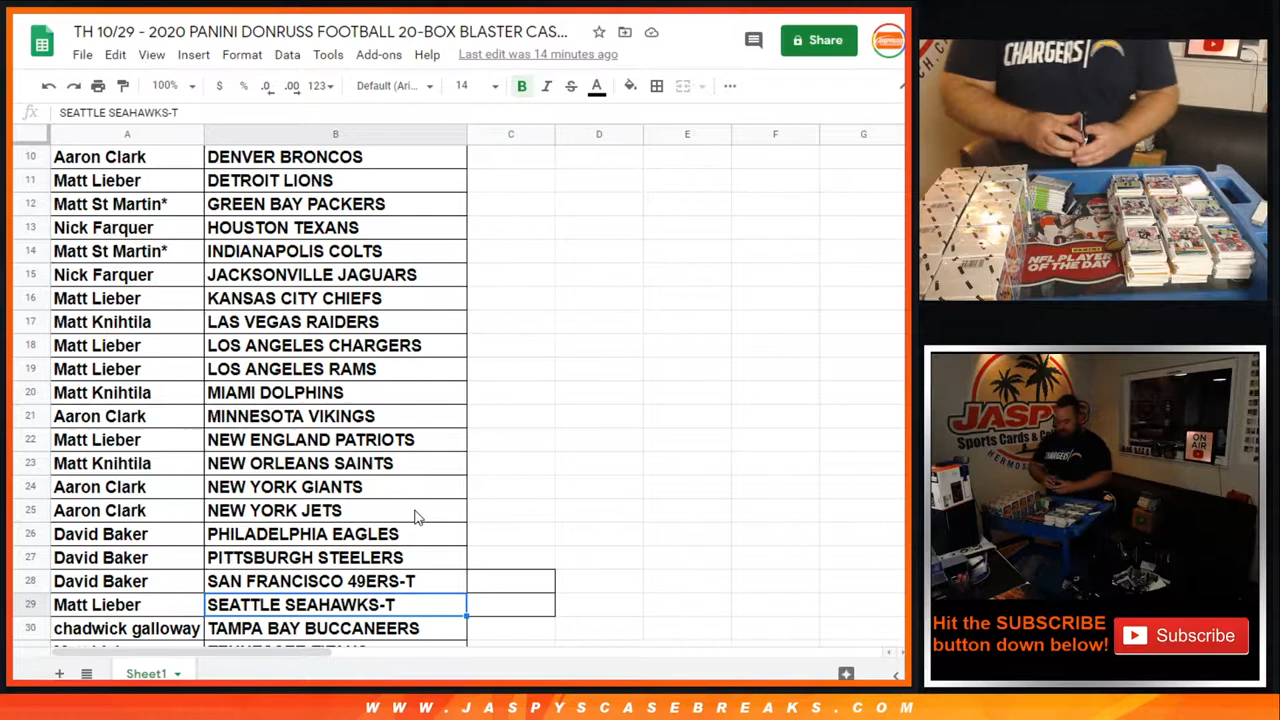 TH 10/29 - 2020 PANINI DONRUSS FOOTBALL 20-BOX BLASTER CAS...
File Edit View Insert Format Data Tools Add-ons Help Last edit was 14 minutes ago
Share
100% $ % .0 .00 123 Default (Ari... 14 B I S A
fx SEATTLE SEAHAWKS-T
A B C D E F G
10 Aaron Clark DENVER BRONCOS
11 Matt Lieber DETROIT LIONS
12 Matt St Martin* GREEN BAY PACKERS
13 Nick Farquer HOUSTON TEXANS
14 Matt St Martin* INDIANAPOLIS COLTS
15 Nick Farquer JACKSONVILLE JAGUARS
16 Matt Lieber KANSAS CITY CHIEFS
17 Matt Knihtila LAS VEGAS RAIDERS
18 Matt Lieber LOS ANGELES CHARGERS
19 Matt Lieber LOS ANGELES RAMS
20 Matt Knihtila MIAMI DOLPHINS
21 Aaron Clark MINNESOTA VIKINGS
22 Matt Lieber NEW ENGLAND PATRIOTS
23 Matt Knihtila NEW ORLEANS SAINTS
24 Aaron Clark NEW YORK GIANTS
25 Aaron Clark NEW YORK JETS
26 David Baker PHILADELPHIA EAGLES
27 David Baker PITTSBURGH STEELERS
28 David Baker SAN FRANCISCO 49ERS-T
29 Matt Lieber SEATTLE SEAHAWKS-T
30 chadwick galloway TAMPA BAY BUCCANEERS
Sheet1
CHARGERS
PANINI
NFL PLAYER
OF THE DAY
JASPY'S
Sports Cards &
HERMOS
CHARGERS
ON
AIR
Hit the SUBSCRIBE
button down below!
Subscribe
WWW.JASPYSCASEBREAKS.COM